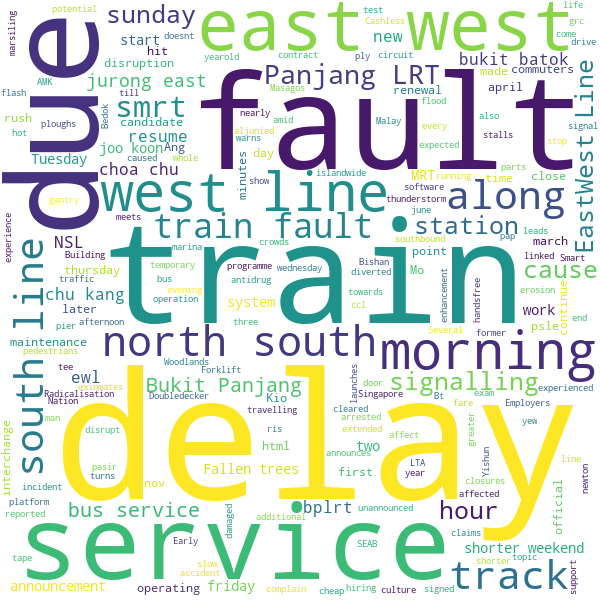 potential
test
Cashless
life
doesnt
drive
come
grc
marsiling
sunday
east west
new
due
start
hit
yearold
contract
ply
circuit
disruption
till
AMK
Bedok
jurong east
flash
ploughs
Panjang LRT
Masagos
renewal
bukit batok
made
commuters
april
flood
signal
smrt
rush
candidate
hot
resume
nearly
amid
fault
Malay
every
also
stalls
Tuesday
joo koon
Ang
caused
whole
aljunied
warns
day
minutes
show
islandwide
expected
MRT
running
time
parts
close
stop
software
thunderstorm
june
EastWest Line
gantry
choa chu
west line
along
experience
meets
train fault
station
pap
leads
NSL
Building
marina
crowds
southbound
point
march
linked
Smart
thursday
traffic
temporary
programme
wednesday
Bishan
diverted
Mo
cause
erosion
chu kang
bus
evening
antidrug
train
towards
enhancement
handsfree
later
afternoon
operation
three
system
ccl
work
continue
end
pier
maintenance
pedestrians
north south
Several
former
psle
south line
tee
exinmates
Woodlands
Forklift
morning
ewl
Radicalisation
Nation
Bukit Panjang
Doubledecker
Kio
launches
door
Singapore
signalling
Bt
exam
experienced
man
travelling
cleared
arrested
fare
Employers
greater
interchange
disrupt
ris
extended
affect
yew
pasir
turns
Fallen trees
html
two
announces
first
LTA
year
Yishun
line
incident
nov
closures
affected
newton
platform
reported
delay
bplrt
unannounced
hour
official
bus service
damaged
additional
claims
Early
SEAB
service
tape
slow
accident
complain
shorter weekend
shorter
topic
support
announcement
operating
friday
cheap
hiring
culture
signed
track